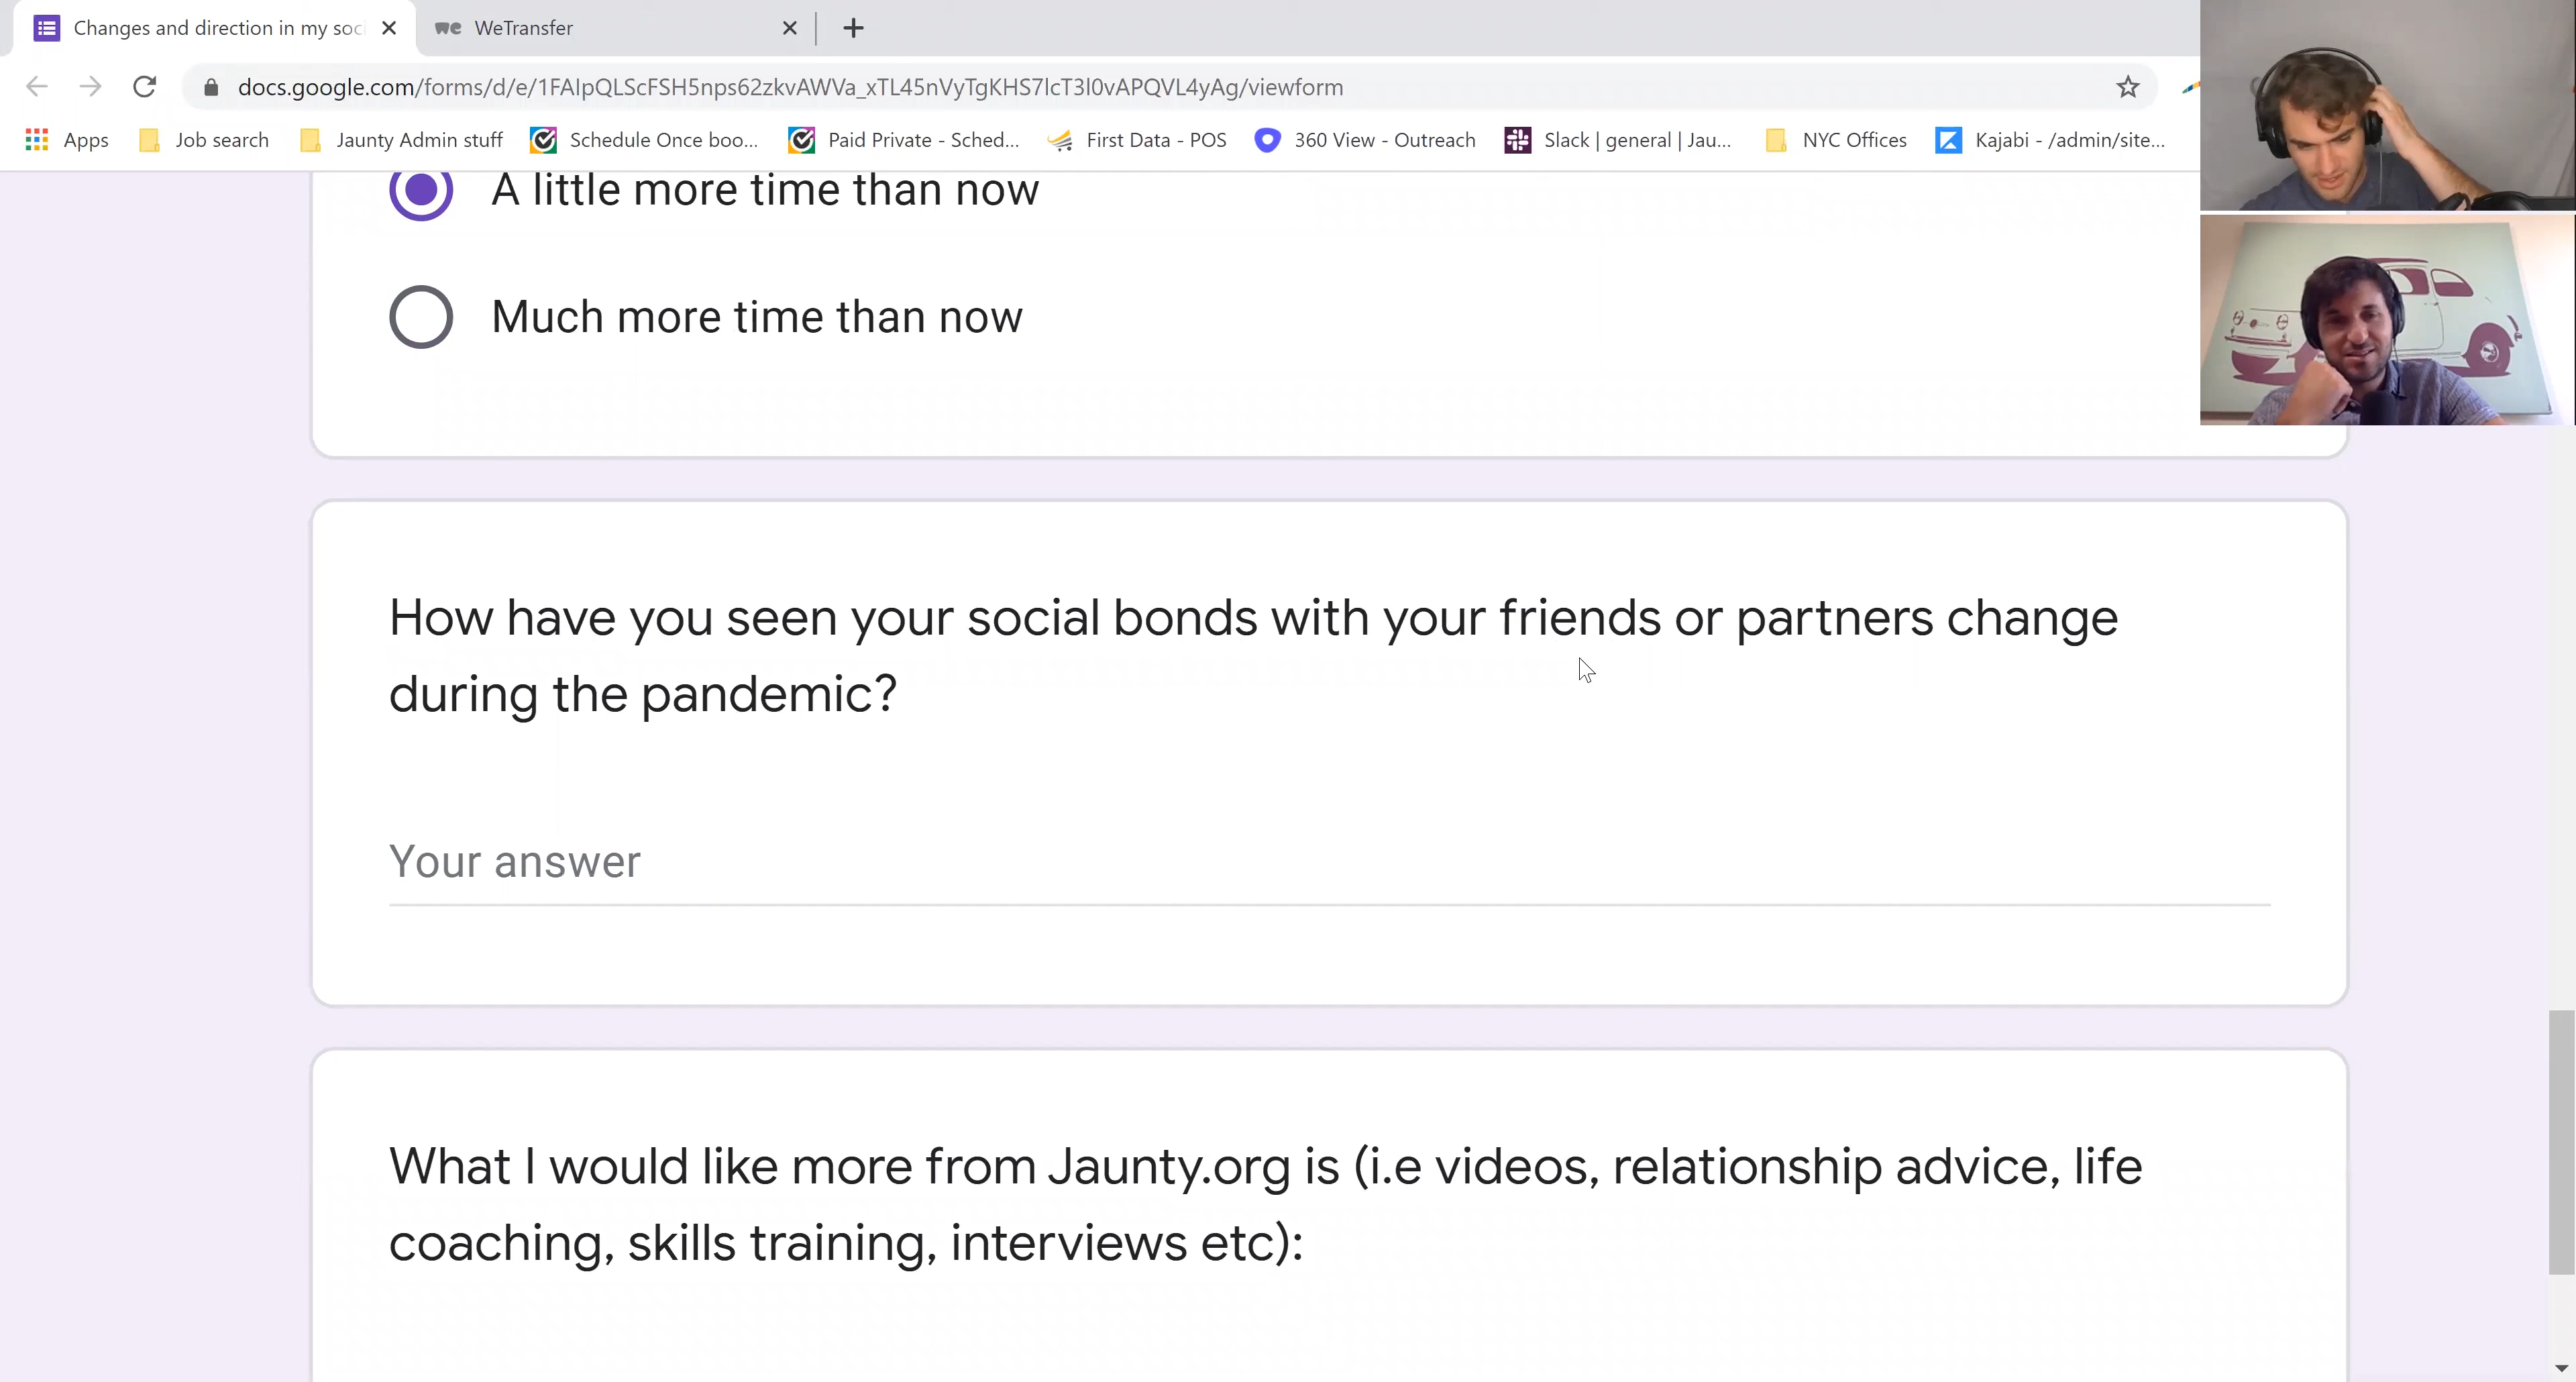 Changes and direction in my soc
WeTransfer
docs.google.com/forms/d/e/1FAIpQLScFSH5nps62zkvAWVa_xTL45nVyTgKHS7lcT3l0vAPQVL4yAg/viewform
Apps Job search Jaunty Admin stuff Schedule Once boo... Paid Private - Sched... First Data - POS 360 View - Outreach Slack | general | Jau... NYC Offices Kajabi - /admin/site...
A little more time than now
Much more time than now
How have you seen your social bonds with your friends or partners change
during the pandemic?
Your answer
What I would like more from Jaunty.org is (i.e videos, relationship advice, life
coaching, skills training, interviews etc):